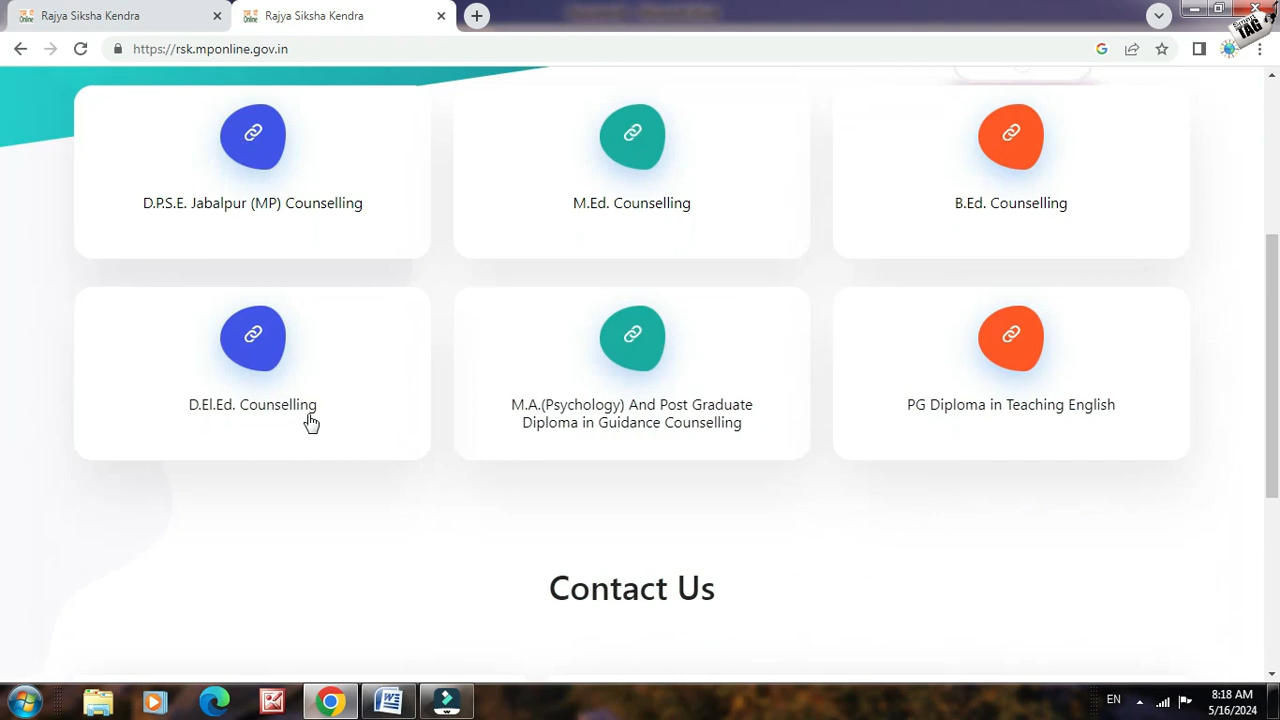 Rajya Siksha Kendra
Rajya Siksha Kendra
https://rsk.mponline.gov.in
TAG
D.P.S.E. Jabalpur (MP) Counselling
M.Ed. Counselling
B.Ed. Counselling
D.El.Ed. Counselling
M.A.(Psychology) And Post Graduate
Diploma in Guidance Counselling
PG Diploma in Teaching English
Contact Us
EN
8:18 AM
5/16/2024